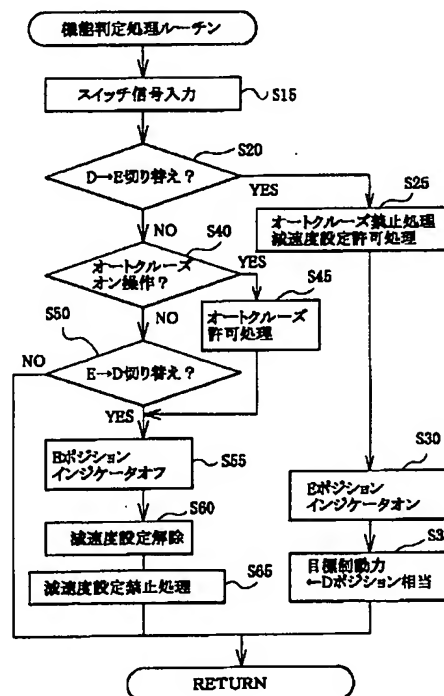 機能判定処理ルーチン
スイッチ信号入力
S15
D→E切り替え?
S20
YES
NO
S25
オートクルーズ禁止処理
減速度設定許可処理
オートクルーズ
オン操作?
S40
YES
NO
S45
オートクルーズ
許可処理
S50
E→D切り替え?
NO
YES
Eポジション
インジケータオフ
S55
S30
Eポジション
インジケータオン
減速度設定解除
S60
減速度設定禁止処理
S65
S3
目標制動力
←Dポジション相当
RETURN